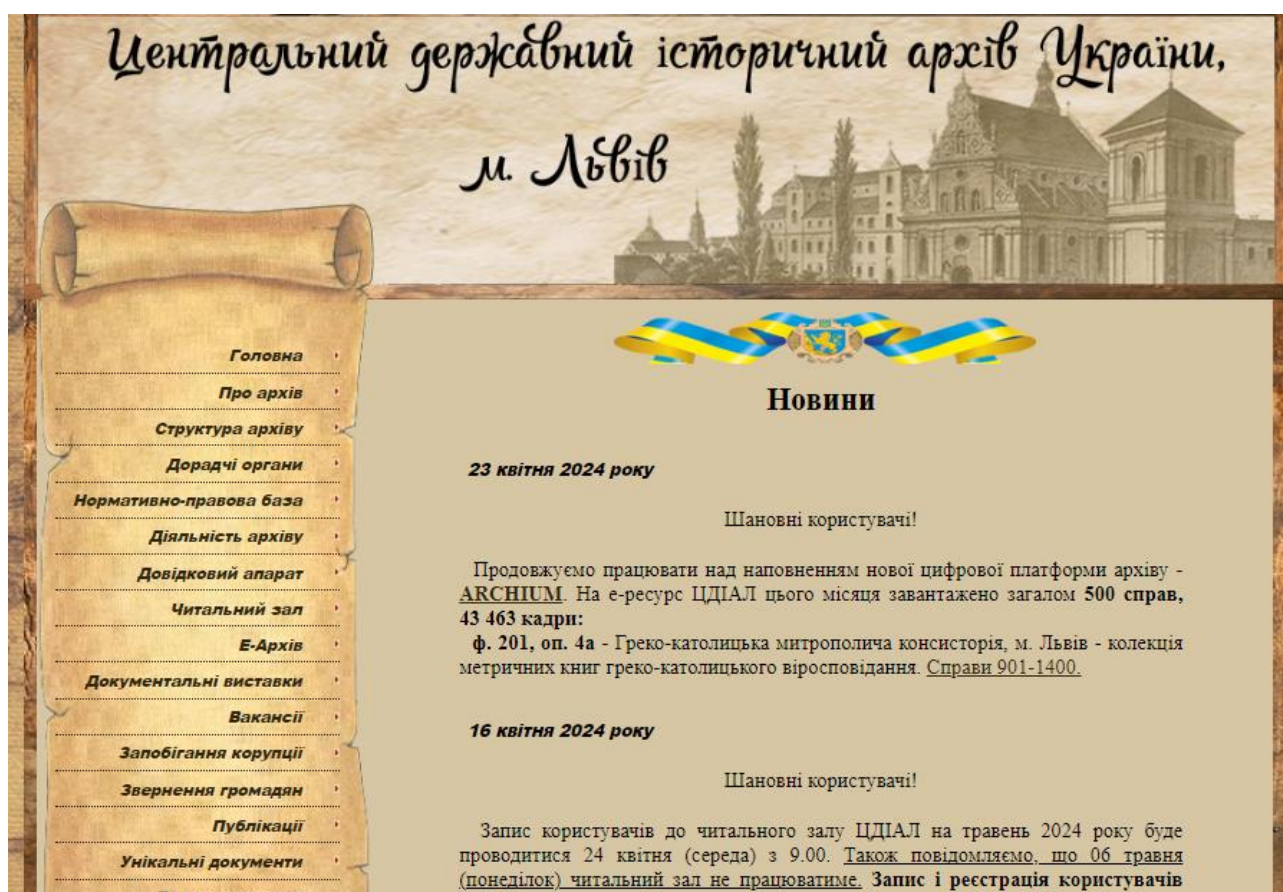 Центральний державний історичний архів України,
м. Львів
Головна
Про архів
Структура архіву
Дорадчі органи
Нормативно-правова база
Діяльність архіву
Довідковий апарат
Читальний зал
Е-Архів
Документальні виставки
Вакансії
Запобігання корупції
Звернення громадян
Публікації
Унікальні документи
Новини
23 квітня 2024 року
Шановні користувачі!
Продовжуємо працювати над наповненням нової цифрової платформи архіву -
ARCHIUM. На е-ресурс ЦДІАЛ цього місяця завантажено загалом 500 справ,
43 463 кадри:
ф. 201, оп. 4а - Греко-католицька митрополича консисторія, м. Львів - колекція
метричних книг греко-католицького віросповідання. Справи 901-1400.
16 квітня 2024 року
Шановні користувачі!
Запис користувачів до читального залу ЦДІАЛ на травень 2024 року буде
проводитися 24 квітня (середа) з 9.00. Також повідомляємо, що 06 травня
(понеділок) читальний зал не працюватиме. Запис і реєстрація користувачів